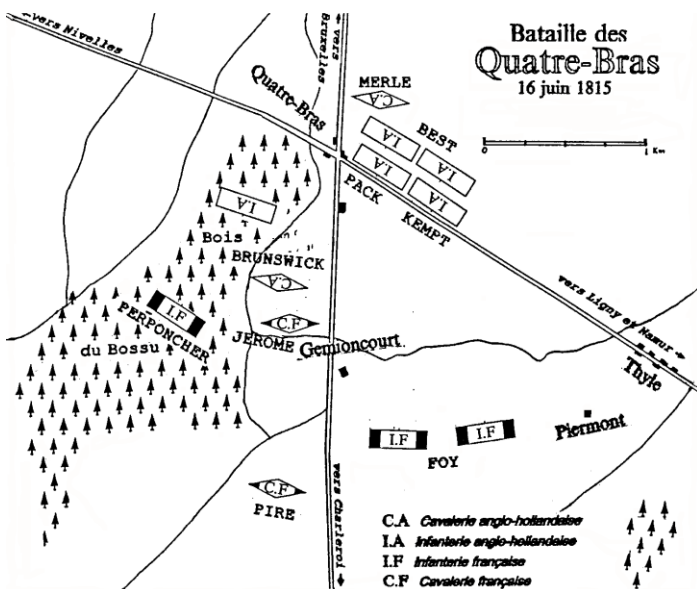 Bataille des
Quatre-Bras
16 juin 1815
0 1 Km
vers Nivelles
vers
Bruxelles
Quatre-Bras
MERLE
C.A
BEST
I.A
I.A
I.A
I.A
PACK
KEMPT
I.A
Bois
BRUNSWICK
C.A
I.F
PERPONCHER
C.F
JEROME
Gemioncourt
du Bossu
vers Ligny et Namur
Thyle
I.F
I.F
FOY
Piermont
C.F
PIRE
vers Charleroi
C.A Cavalerie anglo-hollandaise
I.A Infanterie anglo-hollandaise
I.F Infanterie française
C.F Cavalerie française